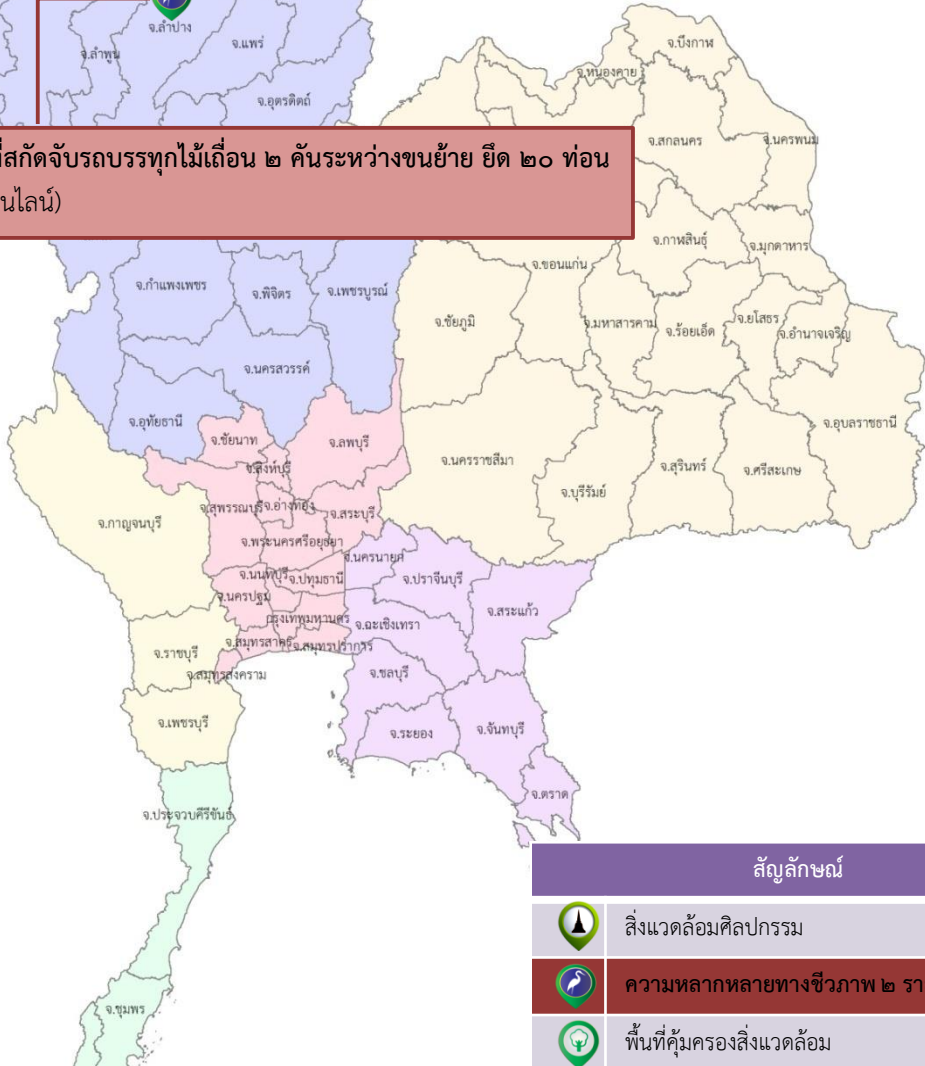 จ.ลำปาง
จ.แพร่
จ.ลำพูน
จ.อุตรดิตถ์
จ.บึงกาฬ
จ.หนองคาย
จ.สกลนคร
จ.นครพนม
สกัดจับรถบรรทุกไม้เถื่อน ๒ คันระหว่างขนย้าย ยึด ๒๐ ท่อน
นไลน์)
จ.กาฬสินธุ์
จ.มุกดาหาร
จ.ขอนแก่น
จ.กำแพงเพชร
จ.พิจิตร
จ.เพชรบูรณ์
จ.ชัยภูมิ
จ.มหาสารคาม
จ.ร้อยเอ็ด
จ.ยโสธร
จ.อำนาจเจริญ
จ.นครสวรรค์
จ.อุทัยธานี
จ.ชัยนาท
จ.ลพบุรี
จ.อุบลราชธานี
จ.สิงห์บุรี
จ.นครราชสีมา
จ.สุรินทร์
จ.ศรีสะเกษ
จ.บุรีรัมย์
จ.กาญจนบุรี
จ.สุพรรณบุรี
จ.อ่างทอง
จ.สระบุรี
จ.พระนครศรีอยุธยา
จ.นครนายก
จ.นนทบุรี
จ.ปทุมธานี
จ.ปราจีนบุรี
จ.นครปฐม
จ.สระแก้ว
กรุงเทพมหานคร
จ.ฉะเชิงเทรา
จ.ราชบุรี
จ.สมุทรสาคร
จ.สมุทรปราการ
จ.สมุทรสงคราม
จ.ชลบุรี
จ.เพชรบุรี
จ.ระยอง
จ.จันทบุรี
จ.ตราด
จ.ประจวบคีรีขันธ์
จ.ชุมพร
สัญลักษณ์
สิ่งแวดล้อมศิลปกรรม
ความหลากหลายทางชีวภาพ ๒ รา
พื้นที่คุ้มครองสิ่งแวดล้อม